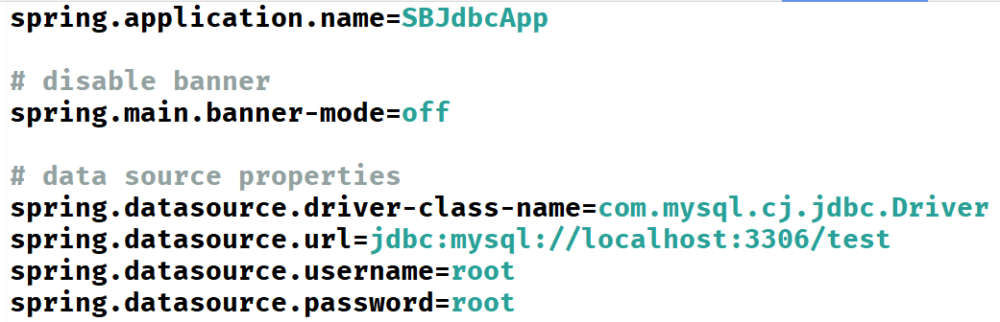 spring.application.name=SBJdbcApp
# disable banner
spring.main.banner-mode=off
# data source properties
spring.datasource.driver-class-name=com.mysql.cj.jdbc.Driver
spring.datasource.url=jdbc:mysql://localhost:3306/test
spring.datasource.username=root
spring.datasource.password=root